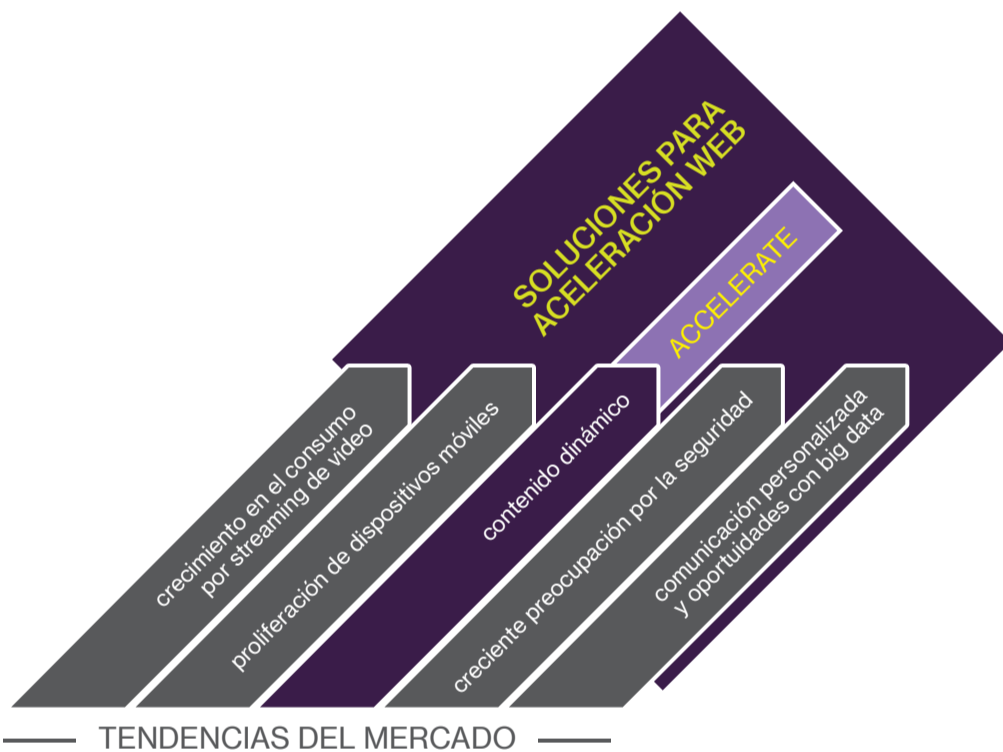 SOLUCIONES PARA
ACELERACIÓN WEB
ACCELERATE
crecimiento en el consumo
por streaming de video
proliferación de dispositivos móviles
contenido dinámico
creciente preocupación por la seguridad
comunicación personalizada
y oportuidades con big data
TENDENCIAS DEL MERCADO